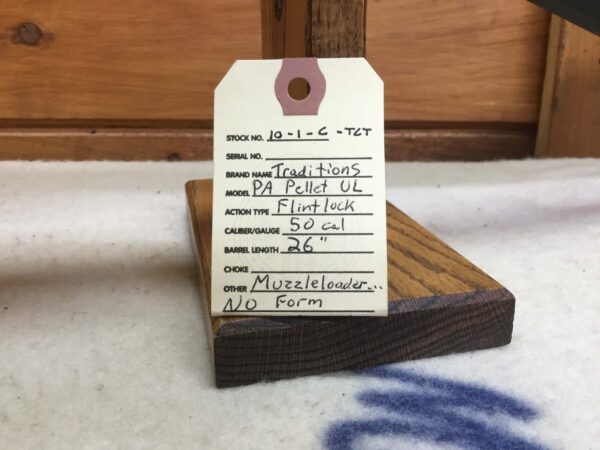 STOCK NO. 10-1-C-TCT
SERIAL NO.
BRAND NAME Traditions
MODEL PA Pellet UL
ACTION TYPE Flintlock
CALIBER/GAUGE 50 cal
BARREL LENGTH 26"
CHOKE
OTHER Muzzleloader...
No Form